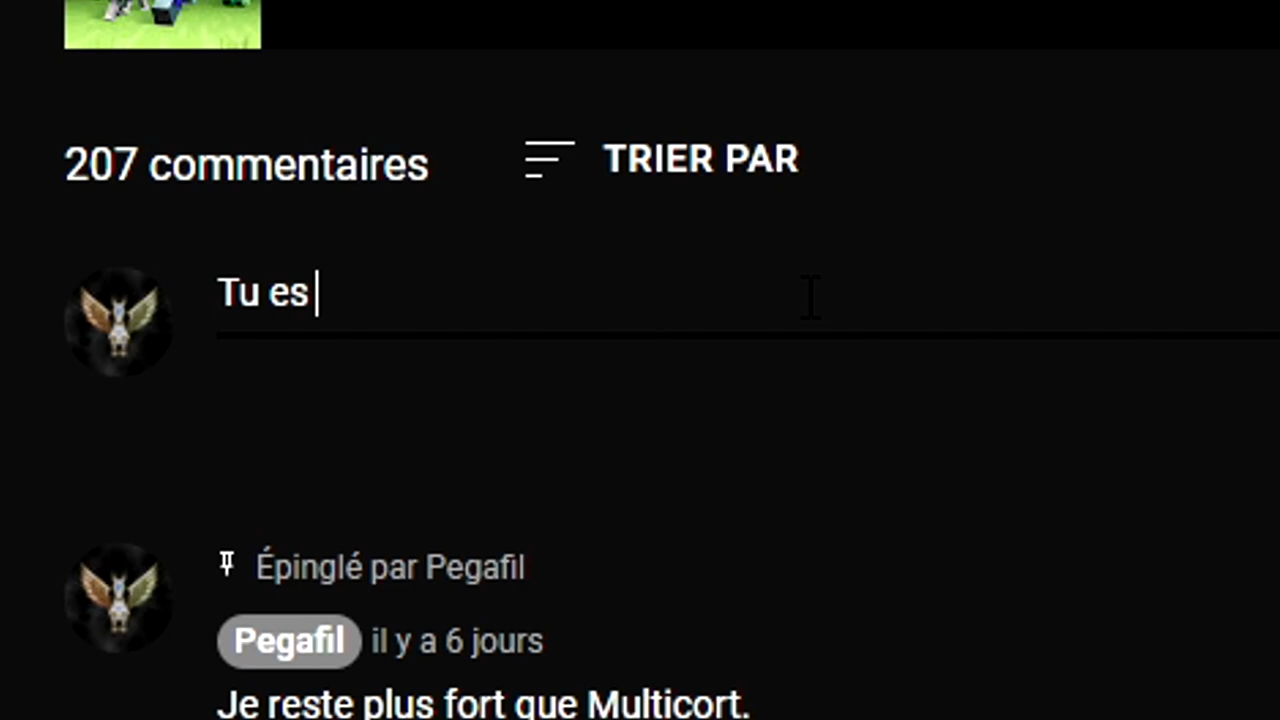 207 commentaires
TRIER PAR
Tu es
Épinglé par Pegafil
Pegafil il y a 6 jours
Je reste plus fort que Multicort.